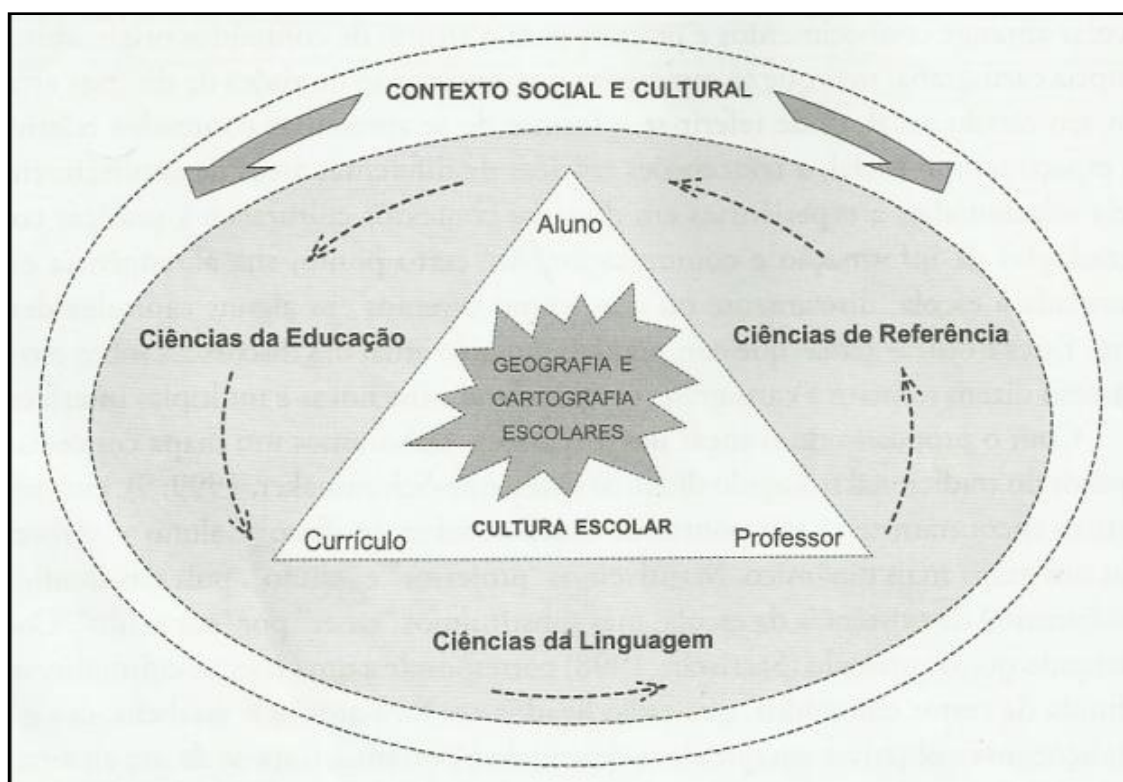 CONTEXTO SOCIAL E CULTURAL
Aluno
Ciências da Educação
Ciências de Referência
GEOGRAFIA E
CARTOGRAFIA
ESCOLARES
CULTURA ESCOLAR
Currículo
Professor
Ciências da Linguagem